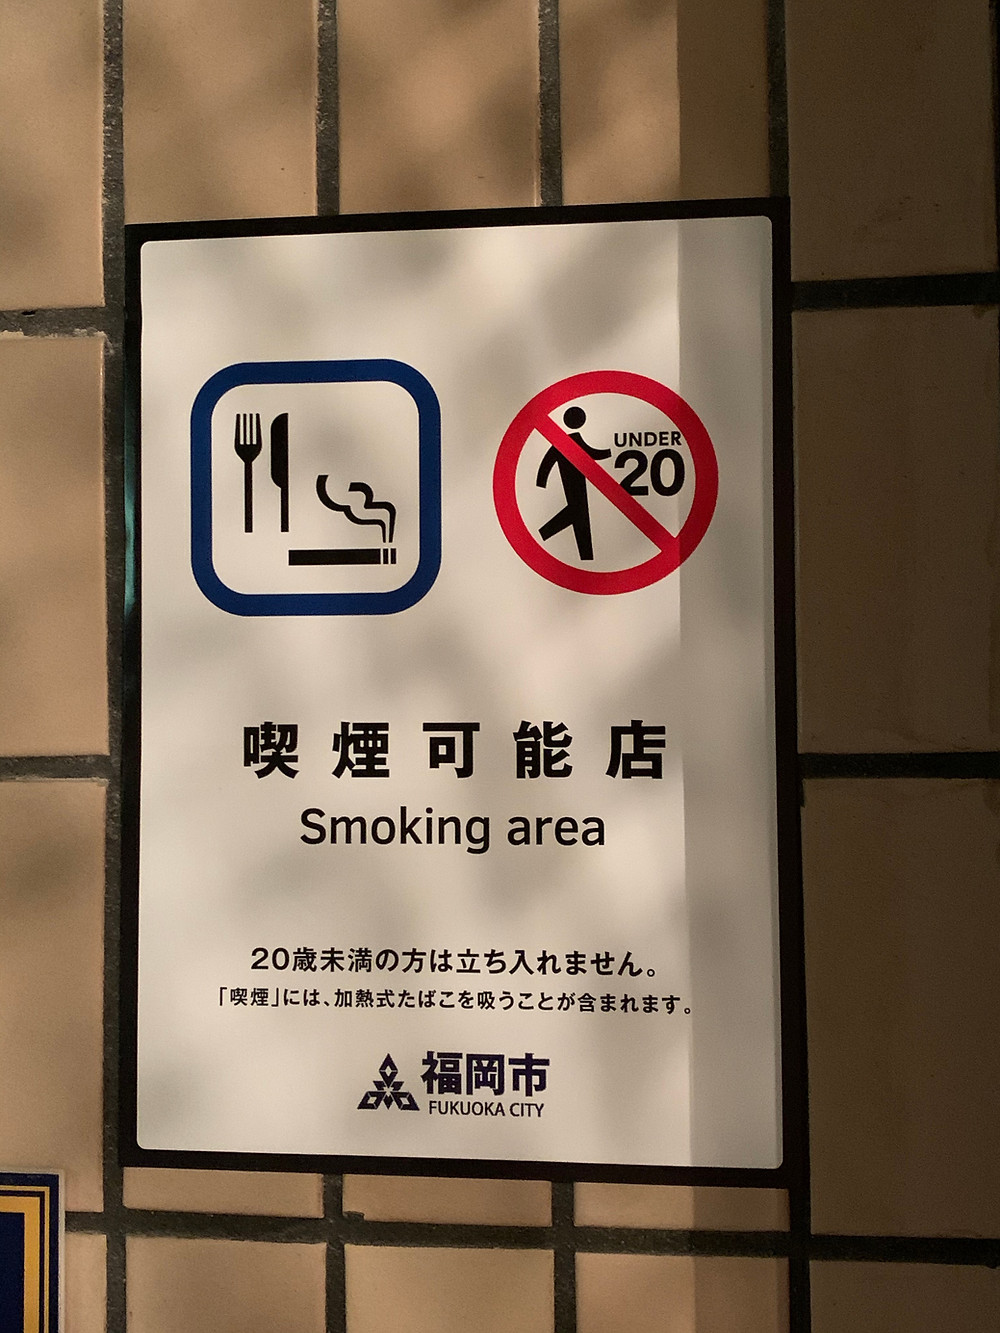 UNDER
20
喫煙可能店
Smoking area
20歳未満の方は立ち入れません。
「喫煙」には、加熱式たばこを吸うことが含まれます。
福岡市
FUKUOKA CITY